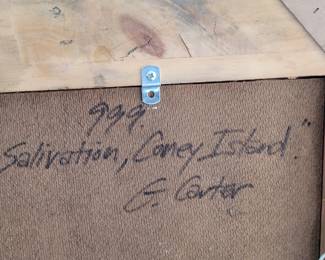 999.
Salivation, Coney Island."
G. Carter